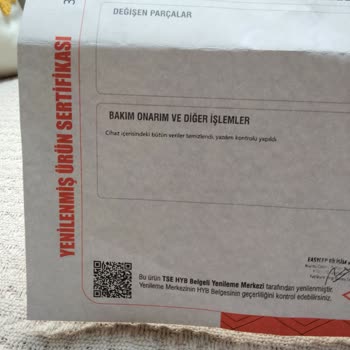 DEĞİŞEN PARÇALAR
YENİLENMİŞ ÜRÜN SERTİFİKASI
BAKIM ONARIM VE DİĞER İŞLEMLER
Cihaz içerisindeki bütün veriler temizlendi, yazılım kontrolü yapıldı.
Bu ürün TSE HYB Belgeli Yenileme Merkezi tarafından yenilenmiştir.
Yenileme Merkezinin HYB Belgesinin geçerliliğini kontrol edebilirsiniz.